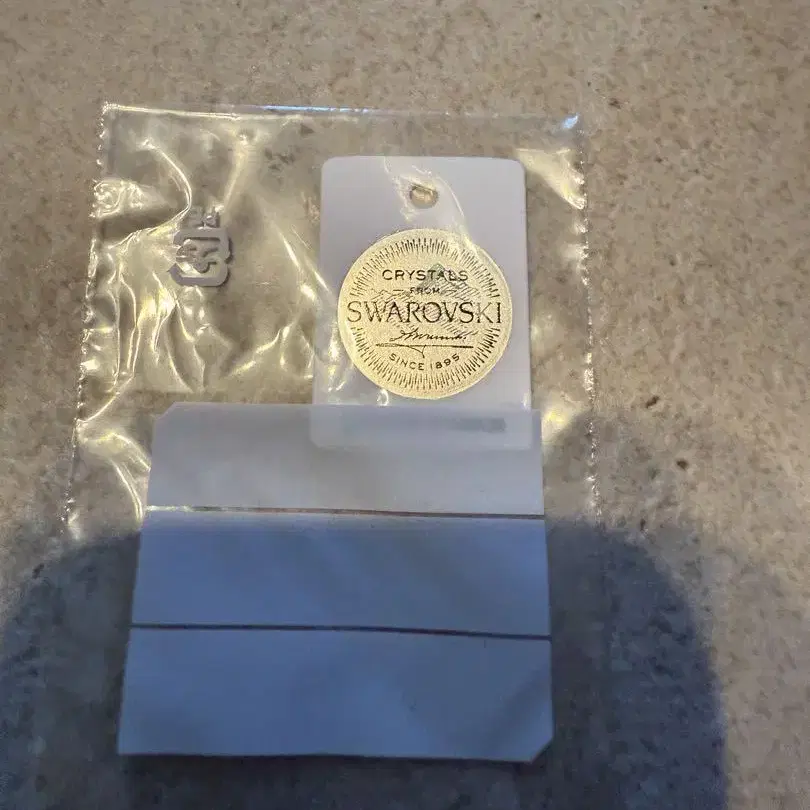 CRYSTALS
FROM
SWAROVSKI
SINCE 1895